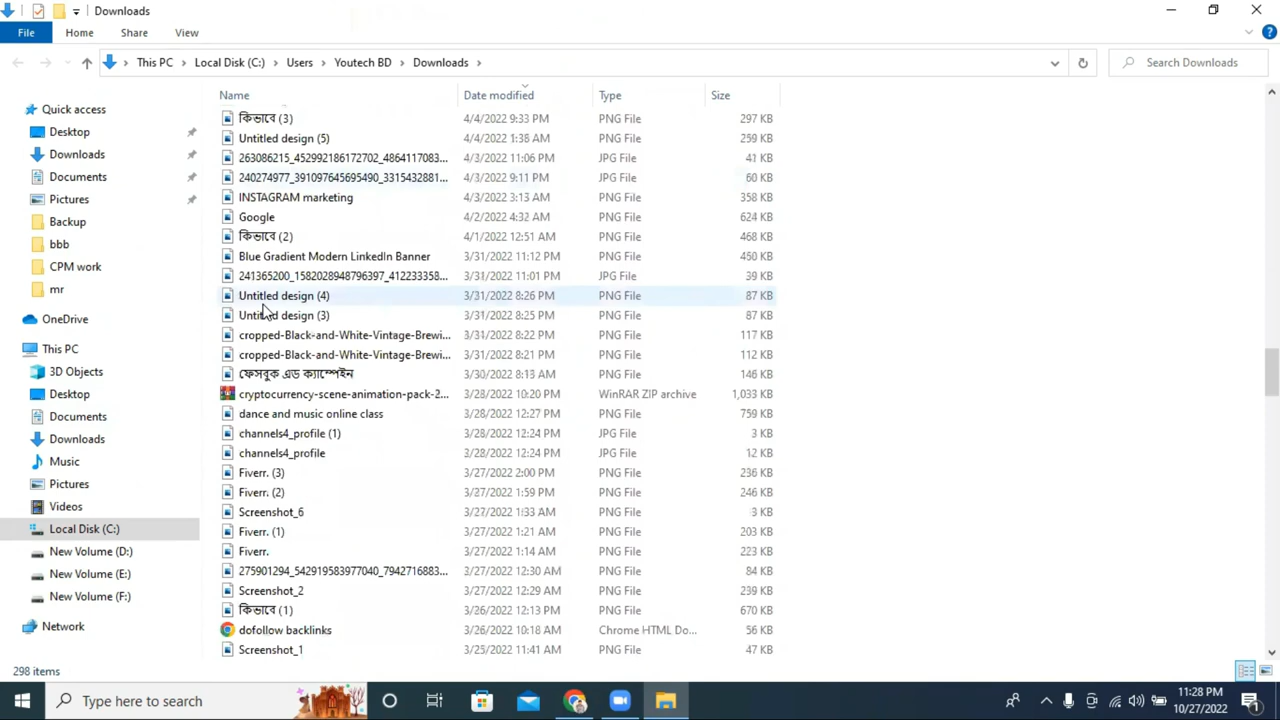 Downloads
File Home Share View
This PC Local Disk (C:) Users Youtech BD Downloads Search Downloads
Name Date modified Type Size
Quick access
Desktop
Downloads
Documents
Pictures
Backup
bbb
CPM work
mr
OneDrive
This PC
3D Objects
Desktop
Documents
Downloads
Music
Pictures
Videos
Local Disk (C:)
New Volume (D:)
New Volume (E:)
New Volume (F:)
Network
কিভাবে (3) 4/4/2022 9:33 PM PNG File 297 KB
Untitled design (5) 4/4/2022 1:38 AM PNG File 259 KB
263086215_452992186172702_4864117083... 4/3/2022 11:06 PM JPG File 41 KB
240274977_391097645695490_3315432881... 4/3/2022 9:11 PM JPG File 60 KB
INSTAGRAM marketing 4/3/2022 3:13 AM PNG File 358 KB
Google 4/2/2022 4:32 AM PNG File 624 KB
কিভাবে (2) 4/1/2022 12:51 AM PNG File 468 KB
Blue Gradient Modern LinkedIn Banner 3/31/2022 11:12 PM PNG File 450 KB
241365200_1582028948796397_412233358... 3/31/2022 11:01 PM JPG File 39 KB
Untitled design (4) 3/31/2022 8:26 PM PNG File 87 KB
Untitled design (3) 3/31/2022 8:25 PM PNG File 87 KB
cropped-Black-and-White-Vintage-Brewi... 3/31/2022 8:22 PM PNG File 117 KB
cropped-Black-and-White-Vintage-Brewi... 3/31/2022 8:21 PM PNG File 112 KB
ফেসবুক এড ক্যাম্পেইন 3/30/2022 8:13 AM PNG File 146 KB
cryptocurrency-scene-animation-pack-2... 3/28/2022 10:20 PM WinRAR ZIP archive 1,033 KB
dance and music online class 3/28/2022 12:27 PM PNG File 759 KB
channels4_profile (1) 3/28/2022 12:24 PM JPG File 3 KB
channels4_profile 3/28/2022 12:24 PM JPG File 12 KB
Fiverr. (3) 3/27/2022 2:00 PM PNG File 236 KB
Fiverr. (2) 3/27/2022 1:59 PM PNG File 246 KB
Screenshot_6 3/27/2022 1:33 AM PNG File 3 KB
Fiverr. (1) 3/27/2022 1:21 AM PNG File 203 KB
Fiverr. 3/27/2022 1:14 AM PNG File 223 KB
275901294_542919583977040_7942716883... 3/27/2022 12:30 AM PNG File 84 KB
Screenshot_2 3/27/2022 12:29 AM PNG File 239 KB
কিভাবে (1) 3/26/2022 12:13 PM PNG File 670 KB
dofollow backlinks 3/26/2022 10:18 AM Chrome HTML Do... 56 KB
Screenshot_1 3/25/2022 11:41 AM PNG File 47 KB
298 items
Type here to search
11:28 PM
10/27/2022
1